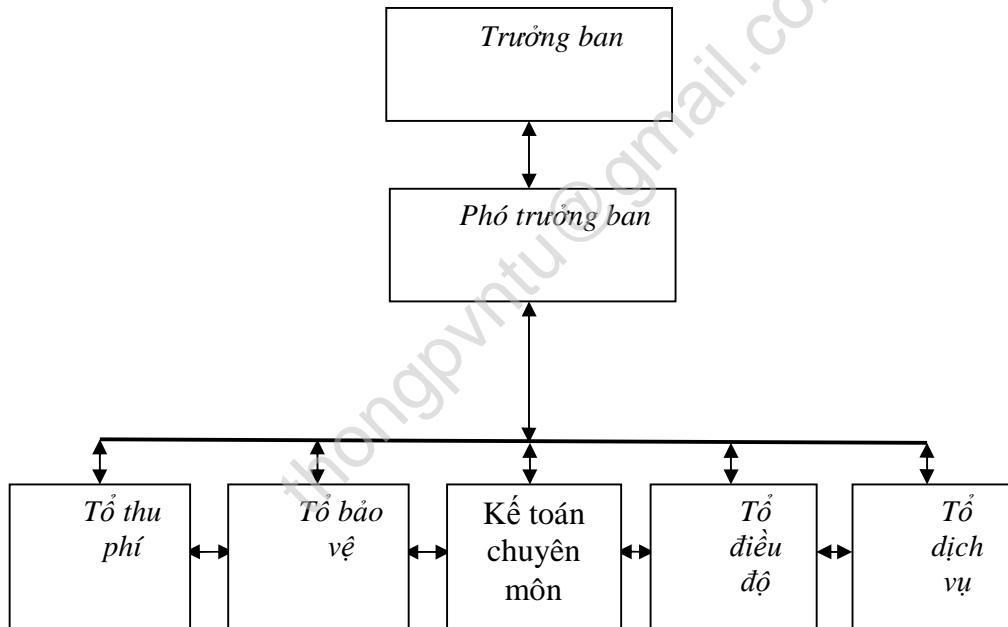 Trưởng ban
Phó trưởng ban
Tổ thu
phí
Tổ bảo
vệ
Kế toán
chuyên
môn
Tổ
điều
độ
Tổ
dịch
vụ
thongpvntu@gmail.com